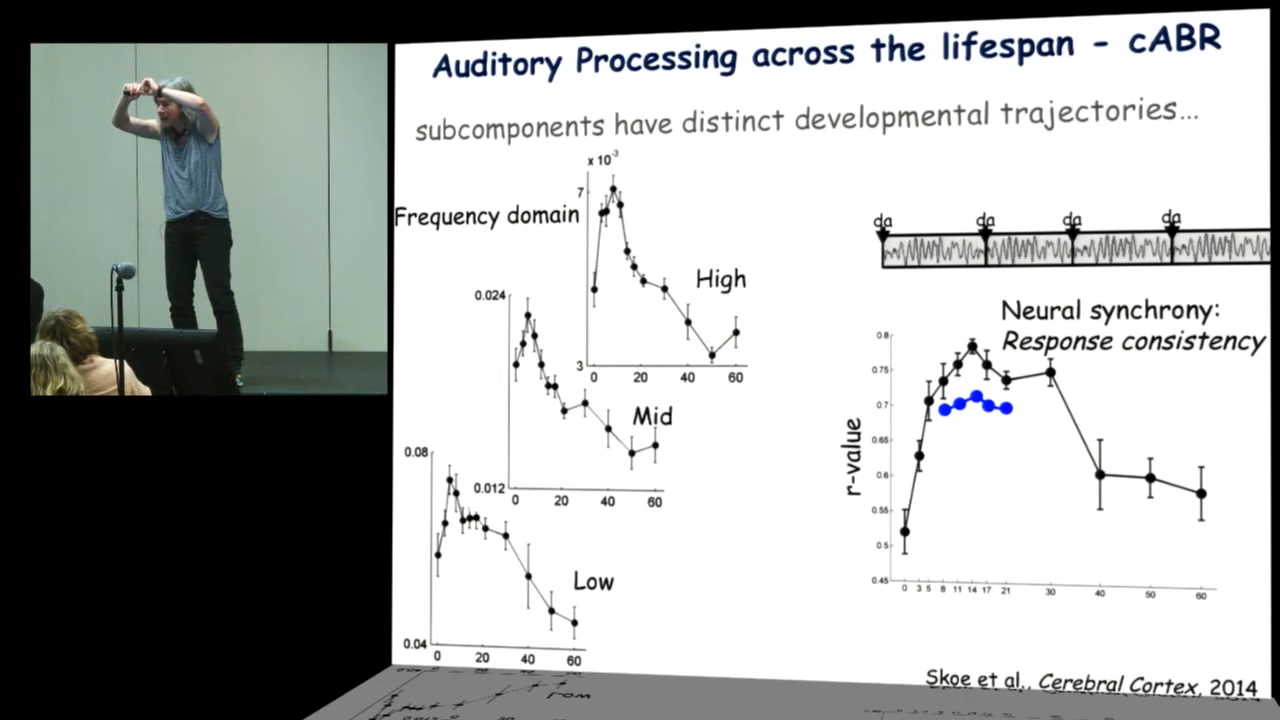 Auditory Processing across the lifespan - cABR
subcomponents have distinct developmental trajectories...
Frequency domain
x 10⁻³
7
3
0 20 40 60
High
0.024
0.012
0 20 40 60
Mid
0.08
0.04
0 20 40 60
Low
da da da da
Neural synchrony:
Response consistency
r-value
0.8
0.75
0.7
0.65
0.6
0.55
0.5
0.45
0 3 5 8 11 14 17 21 30 40 50 60
Skoe et al., Cerebral Cortex, 2014